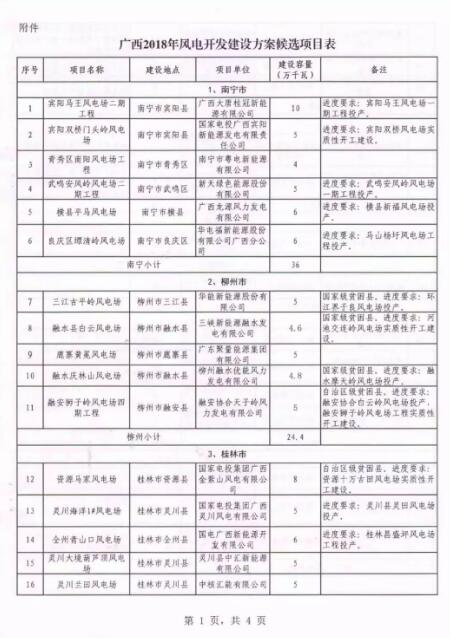 附件
广西2018年风电开发建设方案候选项目表
序号 项目名称 建设地点 项目单位 建设容量（万千瓦） 备注
1、南宁市
1 宾阳马王风电场二期工程 南宁市宾阳县 广西大唐桂冠新能源有限公司 10 进度要求：宾阳马王风电场一期工程投产。
2 宾阳双桥门头岭风电场 南宁市宾阳县 国家电投广西宾阳新能源发电有限责任公司 5 进度要求：宾阳双桥风电场实质性开工建设。
3 青秀区南阳风电场工程 南宁市青秀区 南宁市粤电新能源有限公司 4
4 武鸣安凤岭风电场二期工程 南宁市武鸣区 新天绿色能源股份有限公司 5 进度要求：武鸣安凤岭风电场一期工程投产。
5 横县平马风电场 南宁市横县 广西龙源风力发电有限公司 6 进度要求：横县新福风电场投产。
6 良庆区谭清岭风电场 南宁市良庆区 华电福新能源股份有限公司广西分公司 6 进度要求：马山杨圩风电场工程投产。
南宁小计 36
2、柳州市
7 三江古平岭风电场 柳州市三江县 华能新能源股份有限公司 5 国家级贫困县。进度要求：环江界子良风电场投产。
8 融水县白云风电场 柳州市融水县 三峡新能源融水发电有限公司 4.6 国家级贫困县。进度要求：河池交连岭风电场实质性开工建设。
9 鹿寨黄冕风电场 柳州市鹿寨县 广东聚量能源集团有限公司 5
10 融水庆林山风电场 柳州市融水县 柳州融水优能风力发电有限公司 4.8 国家级贫困县。进度要求：融水摩天岭风电场投产。
11 融安狮子岭风电场四期工程 柳州市融安县 融安协合天子岭风力发电有限公司 5 自治区级贫困县。进度要求：融安协合白云岭风电场投产，融安狮子岭风电场工程实质性开工建设。
柳州小计 24.4
3、桂林市
12 资源马家风电场 桂林市资源县 国家电投集团广西金紫山风电有限公司 8 自治区级贫困县。进度要求：资源十万古田风电场实质性开工建设。
13 灵川海洋1#风电场 桂林市灵川县 国家电投集团广西灵川风电有限公司 5 进度要求：灵川县灵田风电场投产。
14 全州青山口风电场 桂林市全州县 国电广西新能源开发有限公司 6 进度要求：桂林昌盛坪风电场工程投产。
15 灵川大境葫芦顶风电场 桂林市灵川县 灵川县中汇新能源有限公司 5
16 灵川兰田风电场 桂林市灵川县 中核汇能有限公司 5
第 1 页，共 4 页